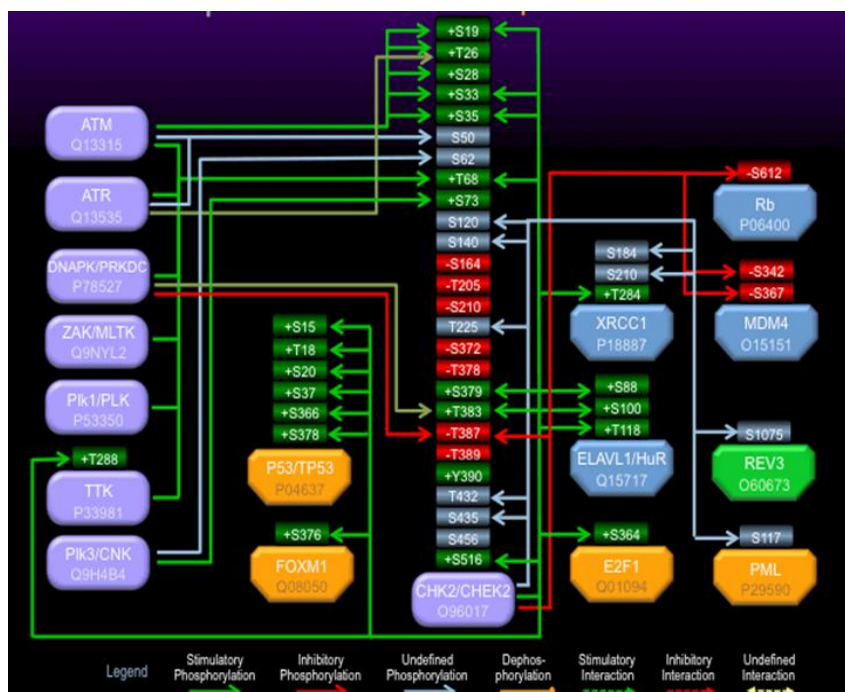 +S19
+T26
+S28
+S33
+S35
S50
S62
+T68
+S73
S120
S140
-S164
-T205
-S210
T225
-S372
-T378
+S379
+T383
-T387
-T389
+Y390
T432
S435
S456
+S516
CHK2/CHEK2
O96017
ATM
Q13315
ATR
Q13535
DNAPK/PRKDC
P78527
ZAK/MLTK
Q9NYL2
Plk1/PLK
P53350
+T288
TTK
P33981
Plk3/CNK
Q9H4B4
+S15
+T18
+S20
+S37
+S366
+S378
P53/TP53
P04637
+S376
FOXM1
Q08050
S184
S210
+T284
XRCC1
P18887
+S88
+S100
+T118
ELAVL1/HuR
Q15717
+S364
E2F1
Q01094
-S612
Rb
P06400
-S342
-S367
MDM4
O15151
S1075
REV3
O60673
S117
PML
P29590
Legend
Stimulatory
Phosphorylation
Inhibitory
Phosphorylation
Undefined
Phosphorylation
Dephos-
phorylation
Stimulatory
Interaction
Inhibitory
Interaction
Undefined
Interaction